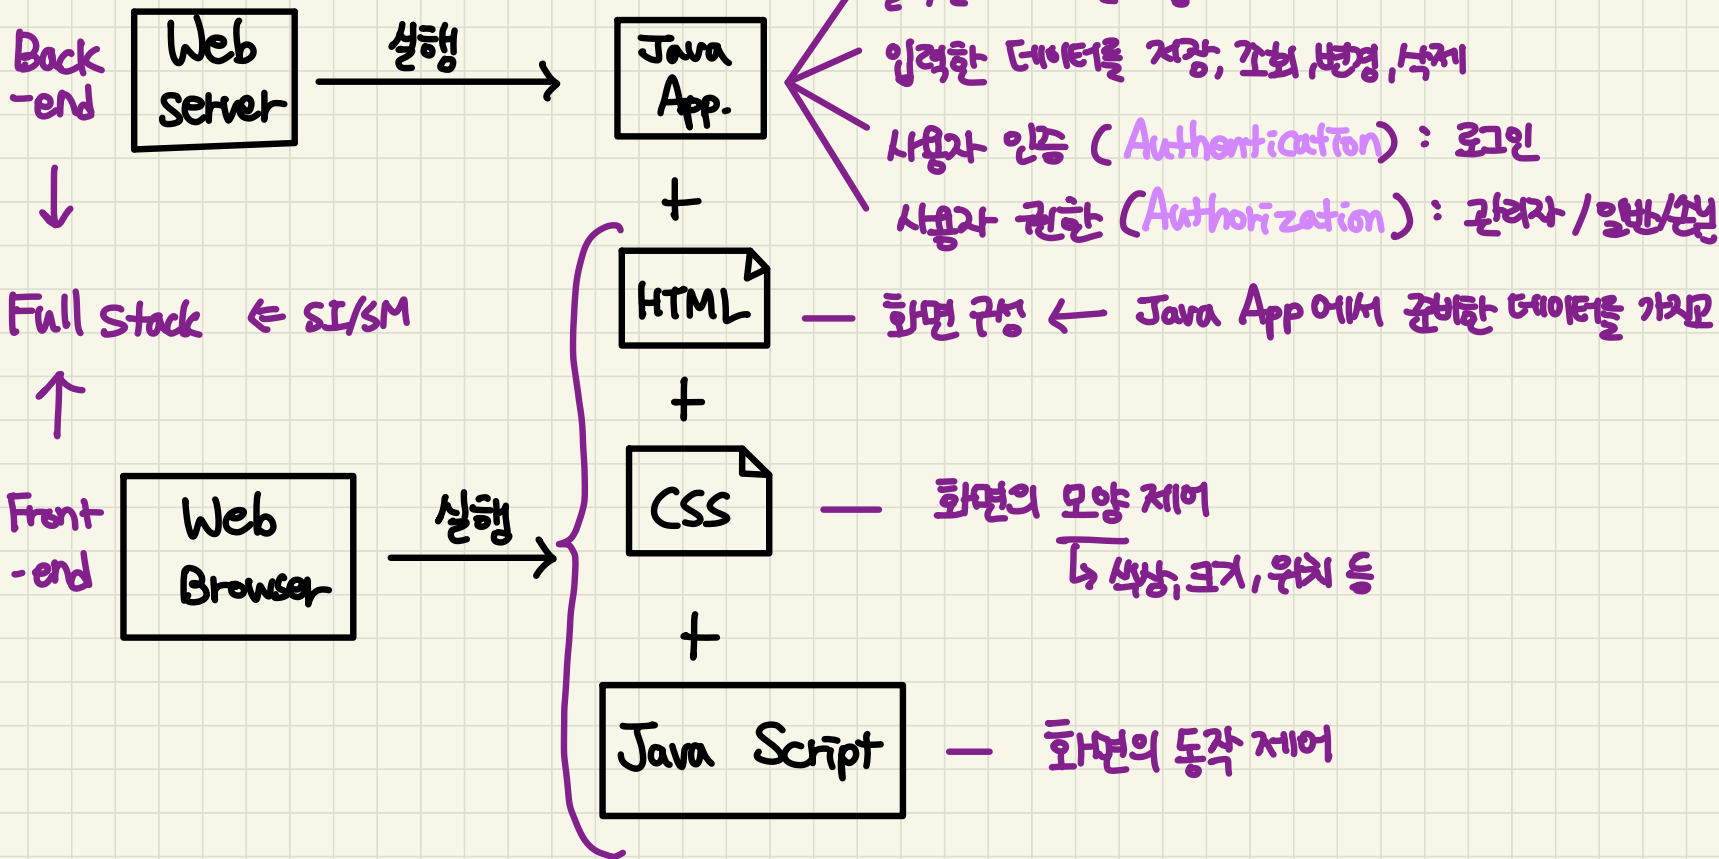 Back
-end
Web
Server
실행
Java
App.
입력한 데이터를 저장, 조회, 변경, 삭제
사용자 인증 (Authentication) : 로그인
사용자 권한 (Authorization) : 관리자 / 일반/손님
+
HTML
화면 구성 ← Java App에서 준비한 데이터를 가지고
Full Stack ⇐ SI/SM
+
Front
-end
Web
Browser
실행
CSS
화면의 모양 제어
↳ 색상, 크기, 위치 등
+
Java Script
화면의 동작 제어